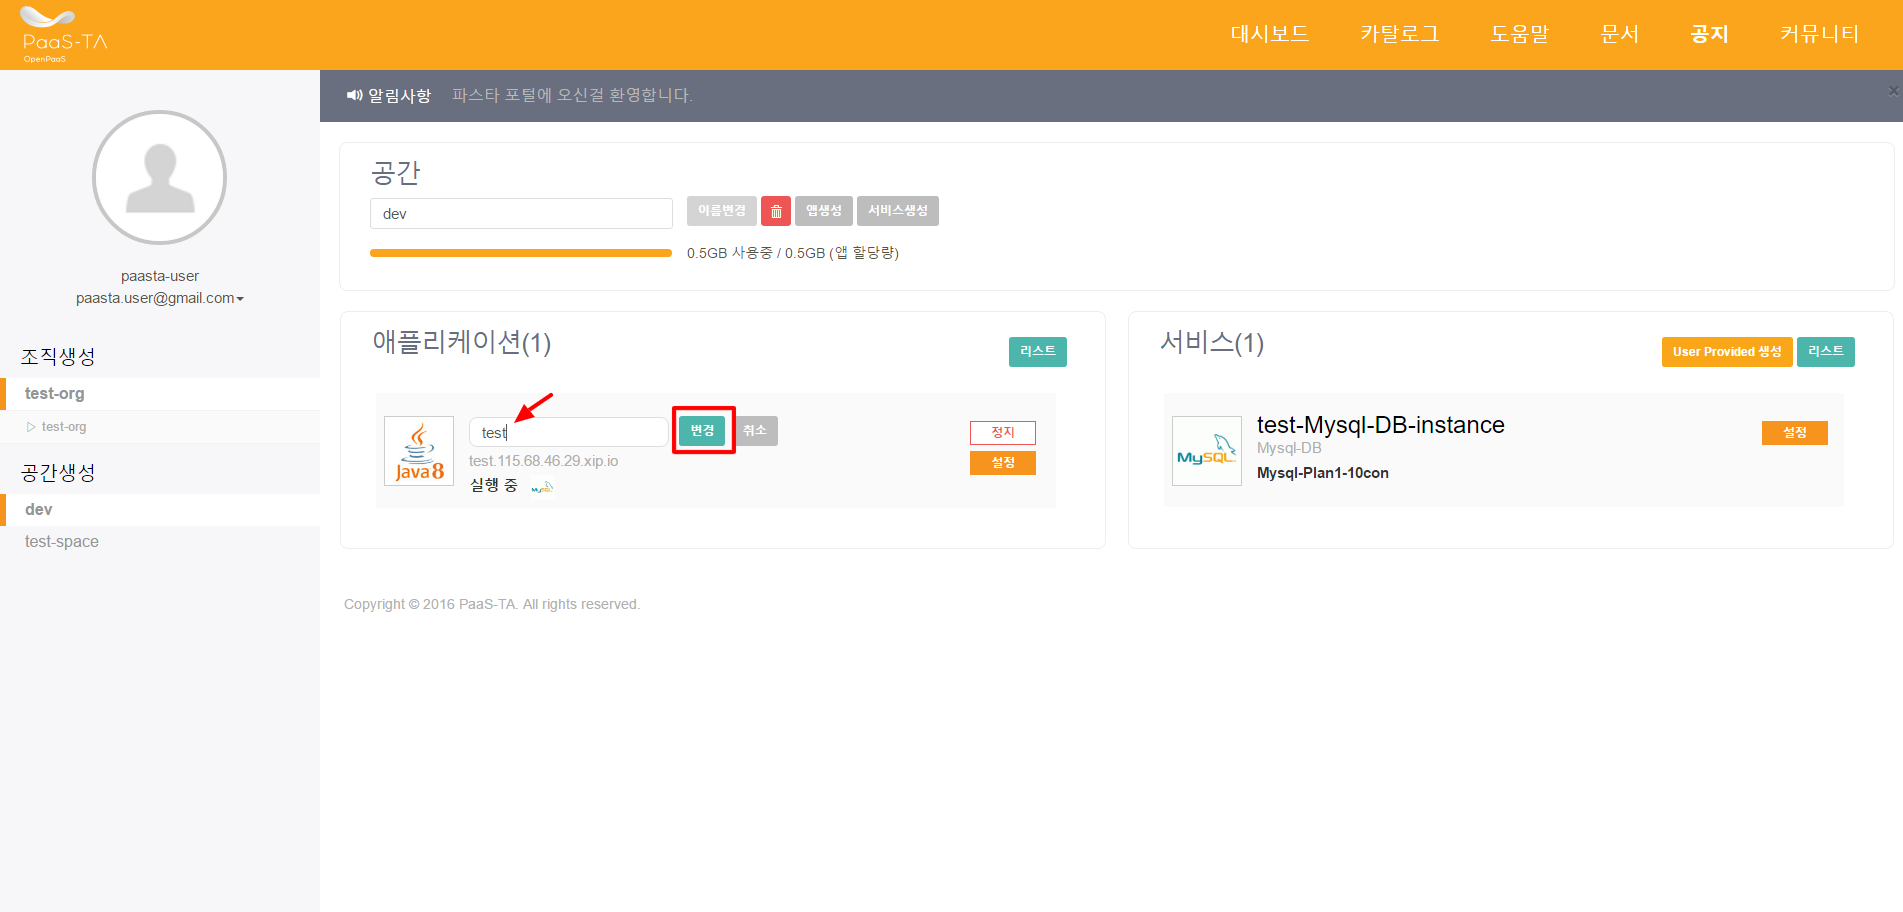 PaaS-TA
OpenPaaS
대시보드 카탈로그 도움말 문서 공지 커뮤니티
알림사항 파스타 포털에 오신걸 환영합니다. ×
paasta-user
paasta.user@gmail.com
조직생성
test-org
▷ test-org
공간생성
dev
test-space
공간
dev 이름변경 앱생성 서비스생성
0.5GB 사용중 / 0.5GB (앱 할당량)
애플리케이션(1)
리스트
Java8
test 변경 취소
test.115.68.46.29.xip.io
실행 중 MySQL
정지
설정
서비스(1)
User Provided 생성 리스트
MySQL
test-Mysql-DB-instance
Mysql-DB
Mysql-Plan1-10con
설정
Copyright © 2016 PaaS-TA. All rights reserved.